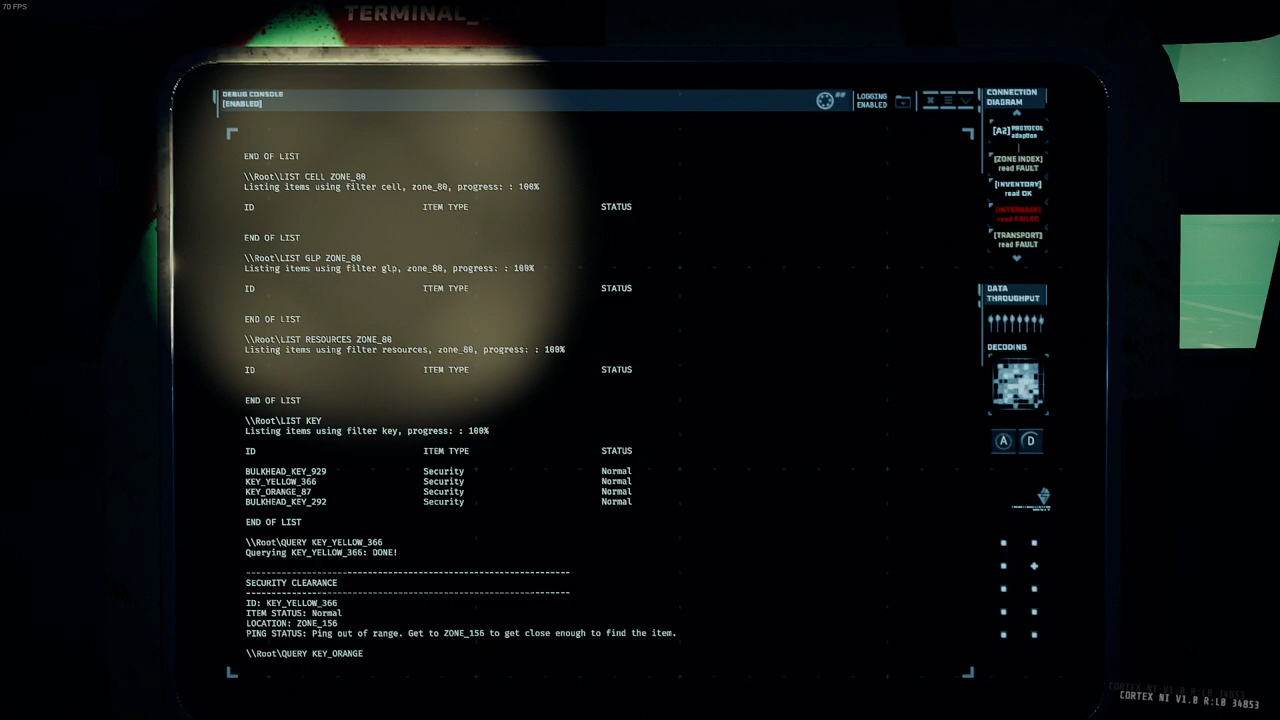 70 FPS
TERMINAL_
DEBUG CONSOLE
[ENABLED]
LOGGING
ENABLED
END OF LIST
\\Root\LIST CELL ZONE_80
Listing items using filter cell, zone_80, progress: : 100%
ID ITEM TYPE STATUS
END OF LIST
\\Root\LIST GLP ZONE_80
Listing items using filter glp, zone_80, progress: : 100%
ID ITEM TYPE STATUS
END OF LIST
\\Root\LIST RESOURCES ZONE_80
Listing items using filter resources, zone_80, progress: : 100%
ID ITEM TYPE STATUS
END OF LIST
\\Root\LIST KEY
Listing items using filter key, progress: : 100%
ID ITEM TYPE STATUS
BULKHEAD_KEY_929 Security Normal
KEY_YELLOW_366 Security Normal
KEY_ORANGE_87 Security Normal
BULKHEAD_KEY_292 Security Normal
END OF LIST
\\Root\QUERY KEY_YELLOW_366
Querying KEY_YELLOW_366: DONE!
----------------------------------------------------------------
SECURITY CLEARANCE
----------------------------------------------------------------
ID: KEY_YELLOW_366
ITEM STATUS: Normal
LOCATION: ZONE_156
PING STATUS: Ping out of range. Get to ZONE_156 to get close enough to find the item.
\\Root\QUERY KEY_ORANGE
CONNECTION
DIAGRAM
[A2] PROTOCOL
adaption
[ZONE INDEX]
read FAULT
[INVENTORY]
read OK
read FAILED
[TRANSPORT]
read FAULT
DATA
THROUGHPUT
DECODING
A D
CORTEX NI V1.0 R:L0 34853